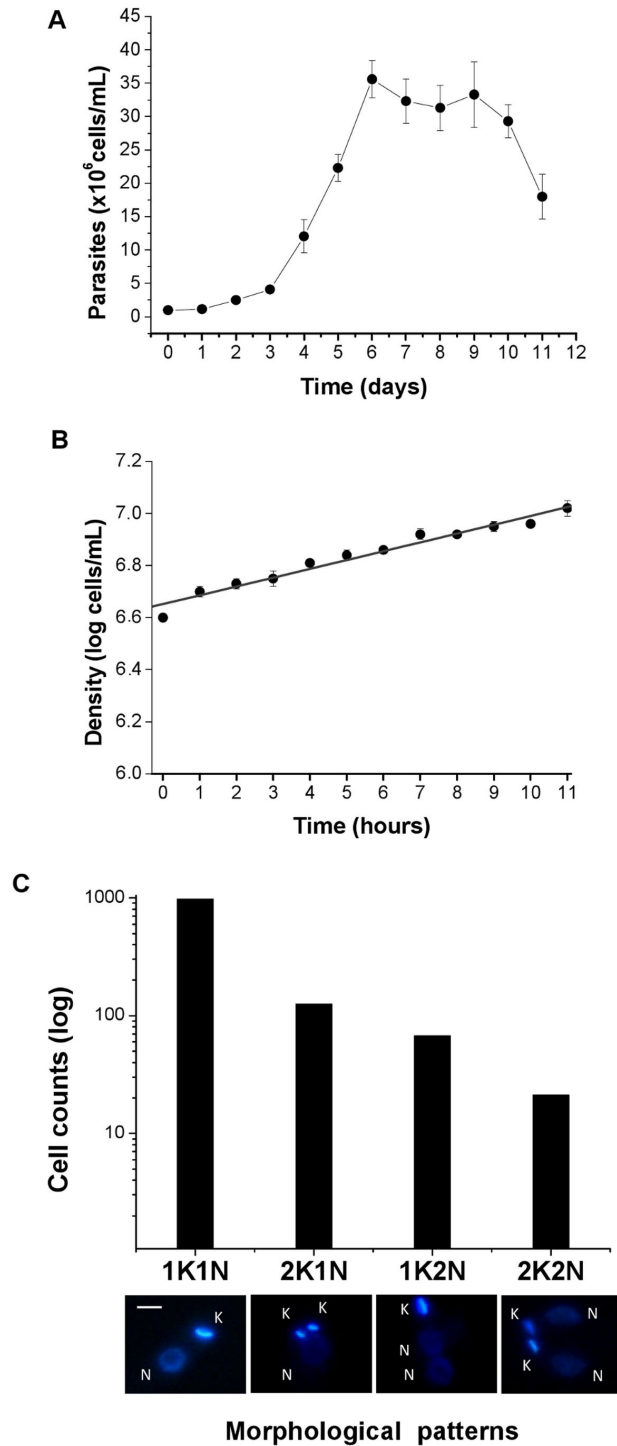 A
45
40
35
30
25
20
15
10
5
0
Parasites (x10⁶cells/mL)
0 1 2 3 4 5 6 7 8 9 10 11 12
Time (days)
B
7.2
7.0
6.8
6.6
6.4
6.2
6.0
Density (log cells/mL)
0 1 2 3 4 5 6 7 8 9 10 11
Time (hours)
C
1000
100
10
Cell counts (log)
1K1N 2K1N 1K2N 2K2N
K N
K K N
K N N
K N K N
Morphological patterns